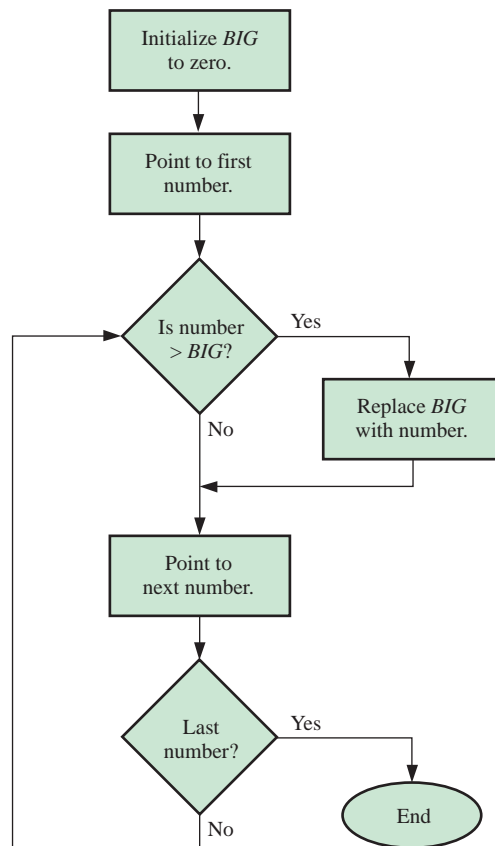 Initialize BIG
to zero.
Point to first
number.
Is number
> BIG?
Yes
Replace BIG
with number.
No
Point to
next number.
Last
number?
Yes
End
No